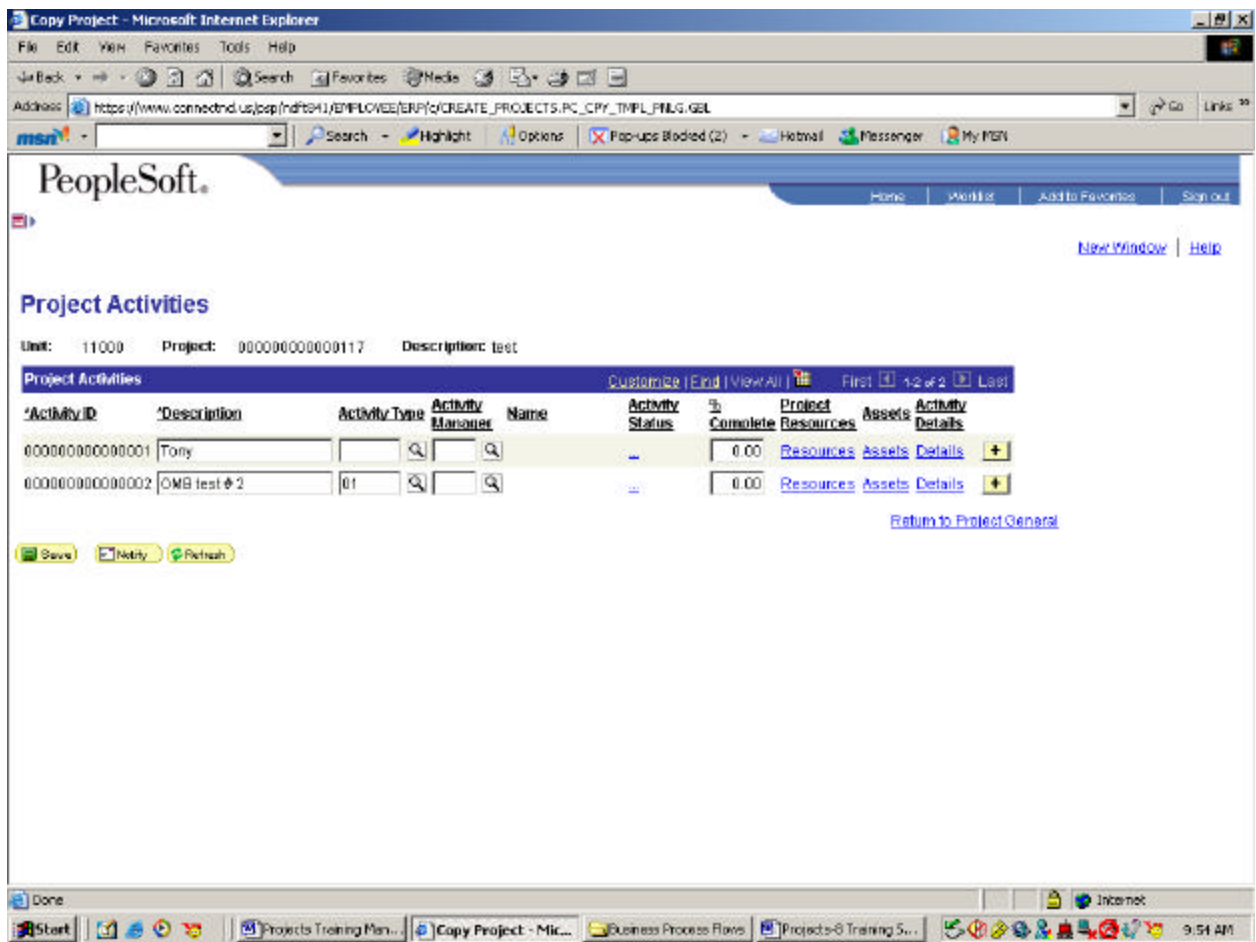 Copy Project - Microsoft Internet Explorer
File Edit View Favorites Tools Help
Back Search Favorites Media
Address https://www.connectnd.us/psp/ndft841/EMPLOYEE/ERP/c/CREATE_PROJECTS.PC_CPY_TMPL_PNLG.GBL Go Links »
msn Search Highlight Options Pop-ups Blocked (2) Hotmail Messenger My MSN
PeopleSoft.
Home Worklist Add to Favorites Sign out
New Window | Help
Project Activities
Unit: 11000 Project: 000000000000117 Description: test
Project Activities Customize | Find | View All | First 1-2 of 2 Last
*Activity ID *Description Activity Type Activity Manager Name Activity Status % Complete Project Resources Assets Activity Details
000000000000001 Tony ... 0.00 Resources Assets Details +
000000000000002 OMB test # 2 01 ... 0.00 Resources Assets Details +
Return to Project General
Save Notify Refresh
Done Internet
Start Projects Training Man... Copy Project - Mic... Business Process Flows Projects-8 Training S... 9:54 AM